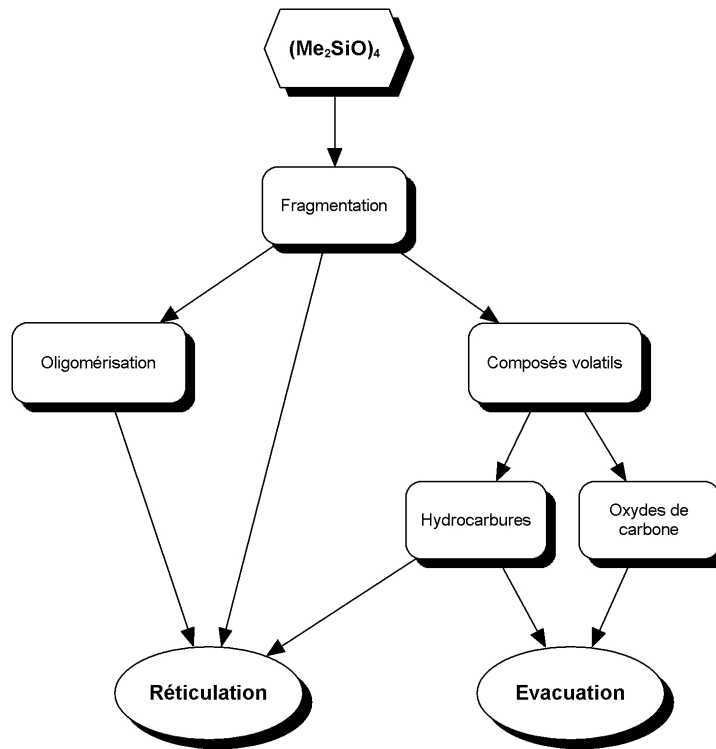 (Me₂SiO)₄
Fragmentation
Oligomérisation
Composés volatils
Hydrocarbures
Oxydes de
carbone
Réticulation
Evacuation